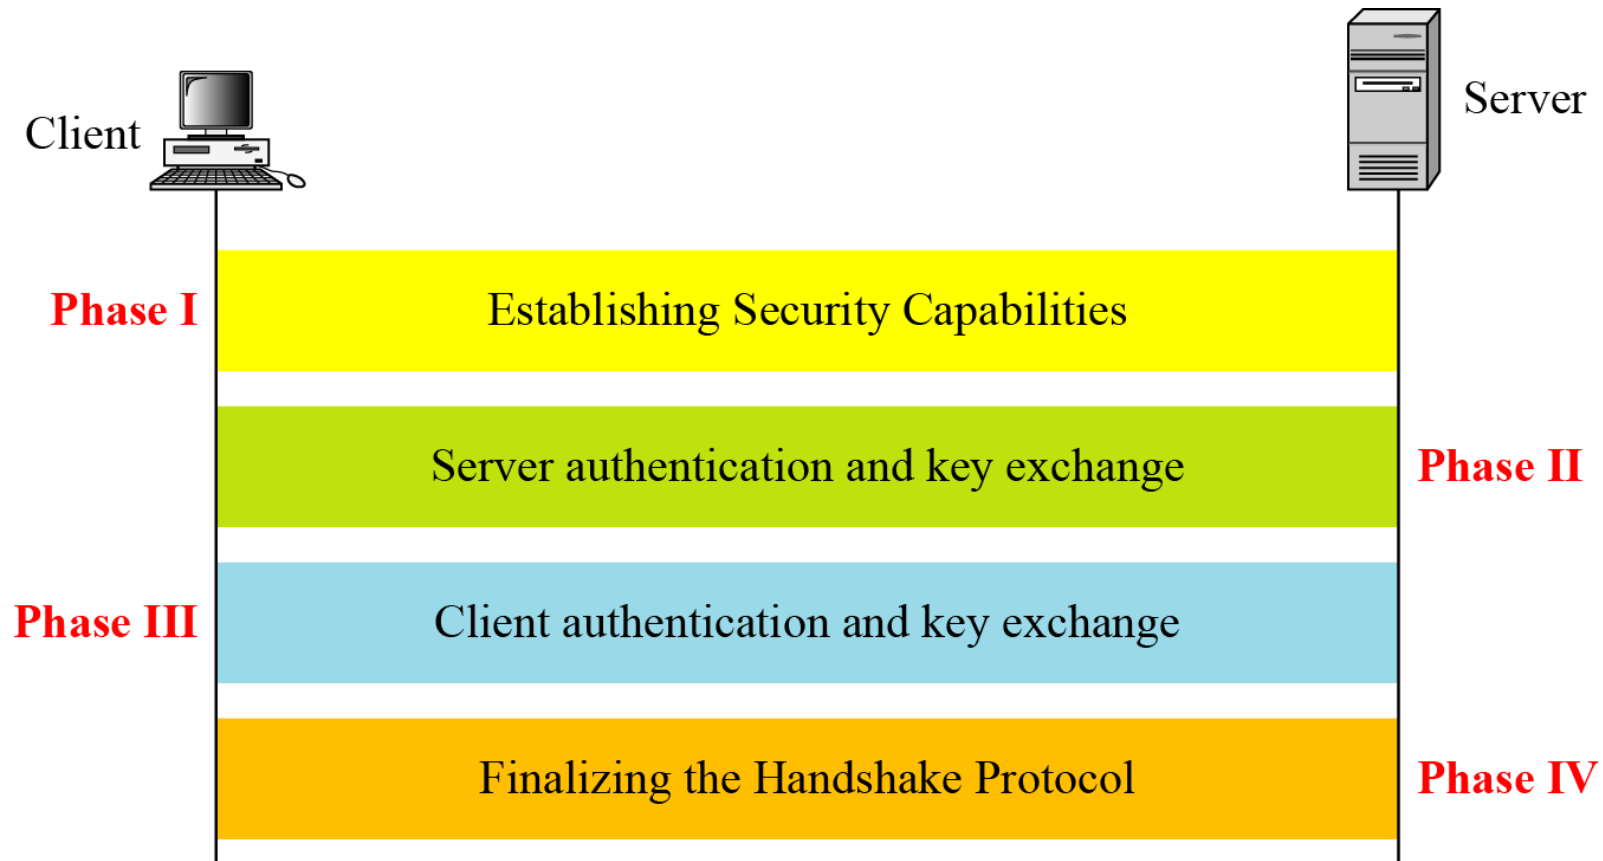 Client
Server
Phase I
Establishing Security Capabilities
Server authentication and key exchange
Phase II
Phase III
Client authentication and key exchange
Finalizing the Handshake Protocol
Phase IV